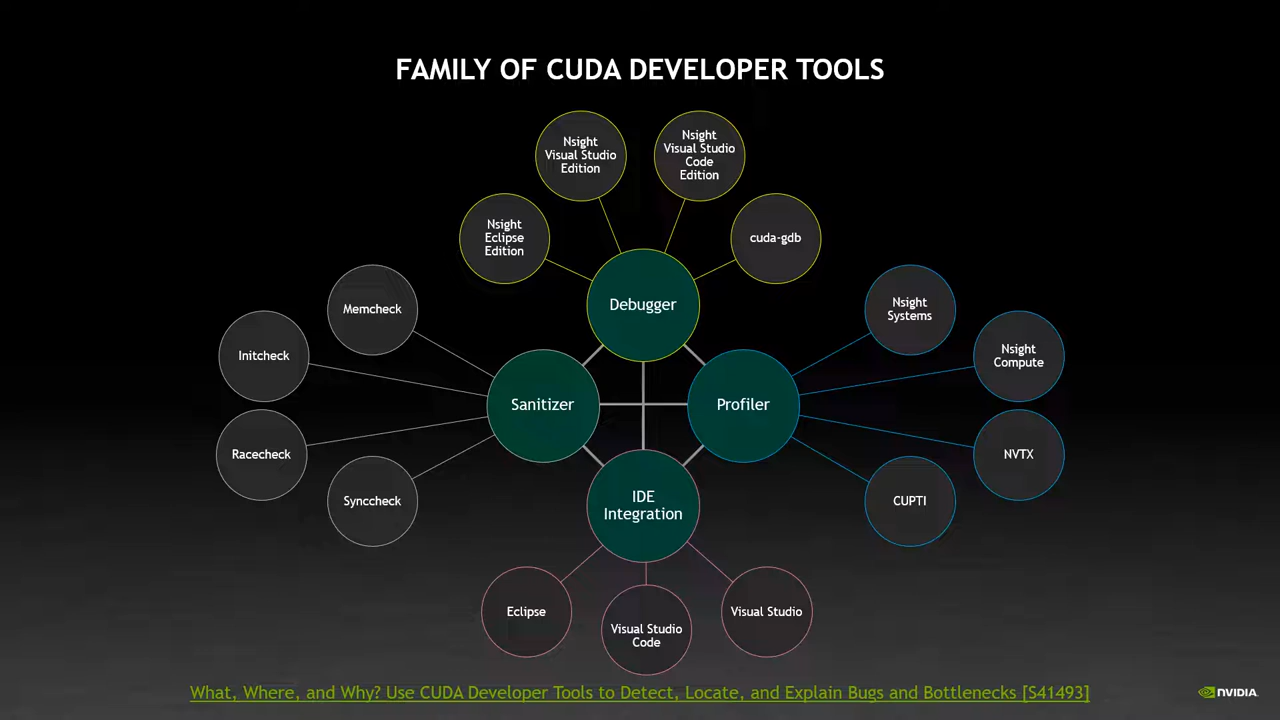 FAMILY OF CUDA DEVELOPER TOOLS
Nsight
Visual Studio
Edition
Nsight
Visual Studio
Code
Edition
Nsight
Eclipse
Edition
cuda-gdb
Debugger
Memcheck
Initcheck
Racecheck
Synccheck
Sanitizer
Profiler
Nsight
Systems
Nsight
Compute
NVTX
CUPTI
IDE
Integration
Eclipse
Visual Studio
Code
Visual Studio
What, Where, and Why? Use CUDA Developer Tools to Detect, Locate, and Explain Bugs and Bottlenecks [S41493]
NVIDIA.